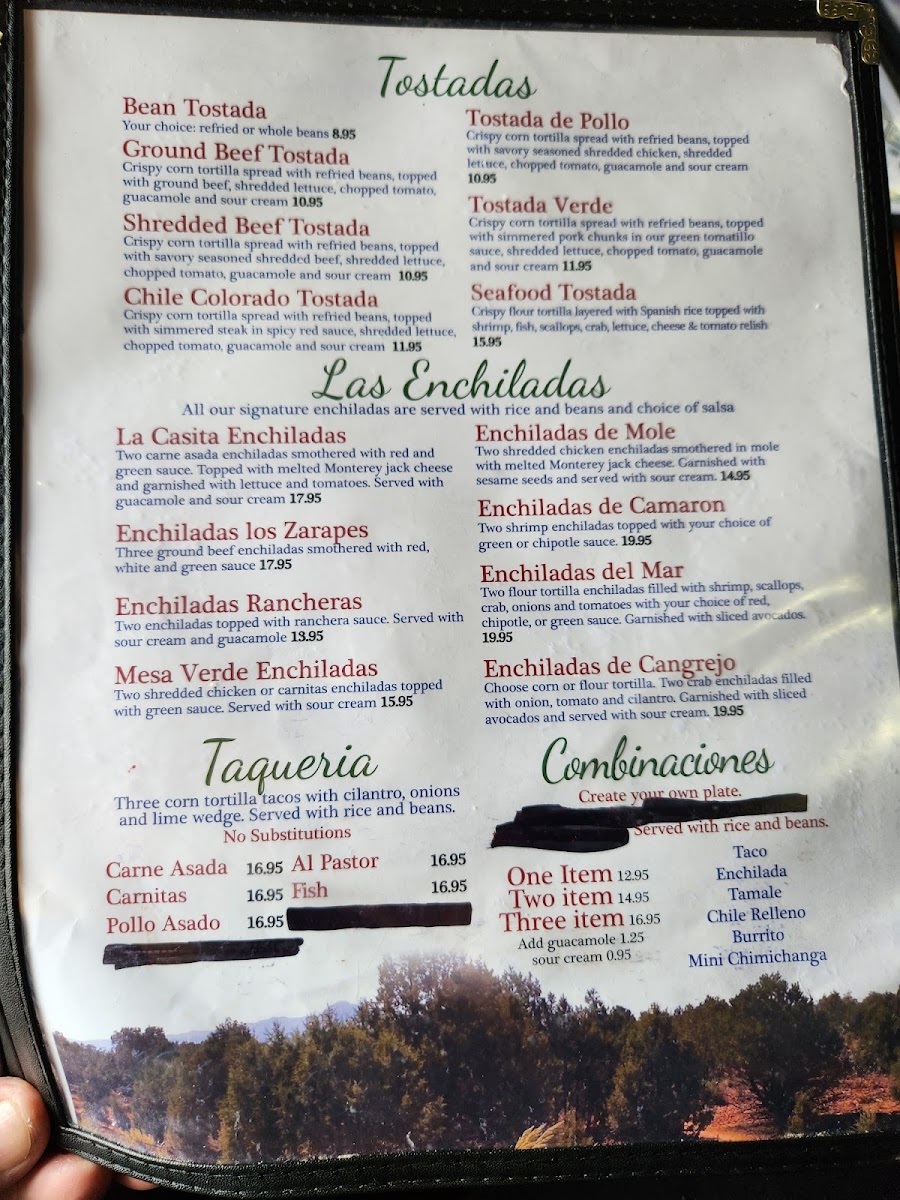 Tostadas
Bean Tostada
Your choice: refried or whole beans 8.95
Ground Beef Tostada
Crispy corn tortilla spread with refried beans, topped
with ground beef, shredded lettuce, chopped tomato,
guacamole and sour cream 10.95
Shredded Beef Tostada
Crispy corn tortilla spread with refried beans, topped
with savory seasoned shredded beef, shredded lettuce,
chopped tomato, guacamole and sour cream 10.95
Chile Colorado Tostada
Crispy corn tortilla spread with refried beans, topped
with simmered steak in spicy red sauce, shredded lettuce,
chopped tomato, guacamole and sour cream 11.95
Tostada de Pollo
Crispy corn tortilla spread with refried beans, topped
with savory seasoned shredded chicken, shredded
lettuce, chopped tomato, guacamole and sour cream
10.95
Tostada Verde
Crispy corn tortilla spread with refried beans, topped
with simmered pork chunks in our green tomatillo
sauce, shredded lettuce, chopped tomato, guacamole
and sour cream 11.95
Seafood Tostada
Crispy flour tortilla layered with Spanish rice topped with
shrimp, fish, scallops, crab, lettuce, cheese & tomato relish
15.95
Las Enchiladas
All our signature enchiladas are served with rice and beans and choice of salsa
La Casita Enchiladas
Two carne asada enchiladas smothered with red and
green sauce. Topped with melted Monterey jack cheese
and garnished with lettuce and tomatoes. Served with
guacamole and sour cream 17.95
Enchiladas los Zarapes
Three ground beef enchiladas smothered with red,
white and green sauce 17.95
Enchiladas Rancheras
Two enchiladas topped with ranchera sauce. Served with
sour cream and guacamole 13.95
Mesa Verde Enchiladas
Two shredded chicken or carnitas enchiladas topped
with green sauce. Served with sour cream 15.95
Enchiladas de Mole
Two shredded chicken enchiladas smothered in mole
with melted Monterey jack cheese. Garnished with
sesame seeds and served with sour cream. 14.95
Enchiladas de Camaron
Two shrimp enchiladas topped with your choice of
green or chipotle sauce. 19.95
Enchiladas del Mar
Two flour tortilla enchiladas filled with shrimp, scallops,
crab, onions and tomatoes with your choice of red,
chipotle, or green sauce. Garnished with sliced avocados.
19.95
Enchiladas de Cangrejo
Choose corn or flour tortilla. Two crab enchiladas filled
with onion, tomato and cilantro. Garnished with sliced
avocados and served with sour cream. 19.95
Taqueria
Three corn tortilla tacos with cilantro, onions
and lime wedge. Served with rice and beans.
No Substitutions
Carne Asada 16.95 Al Pastor 16.95
Carnitas 16.95 Fish 16.95
Pollo Asado 16.95
Combinaciones
Create your own plate.
Served with rice and beans.
One Item 12.95
Two item 14.95
Three item 16.95
Add guacamole 1.25
sour cream 0.95
Taco
Enchilada
Tamale
Chile Relleno
Burrito
Mini Chimichanga